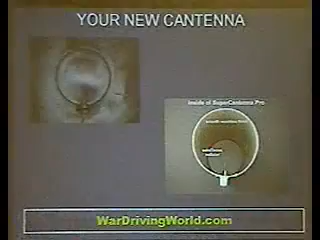 YOUR NEW CANTENNA
Inside of SuperCantenna Pro
WarDrivingWorld.com